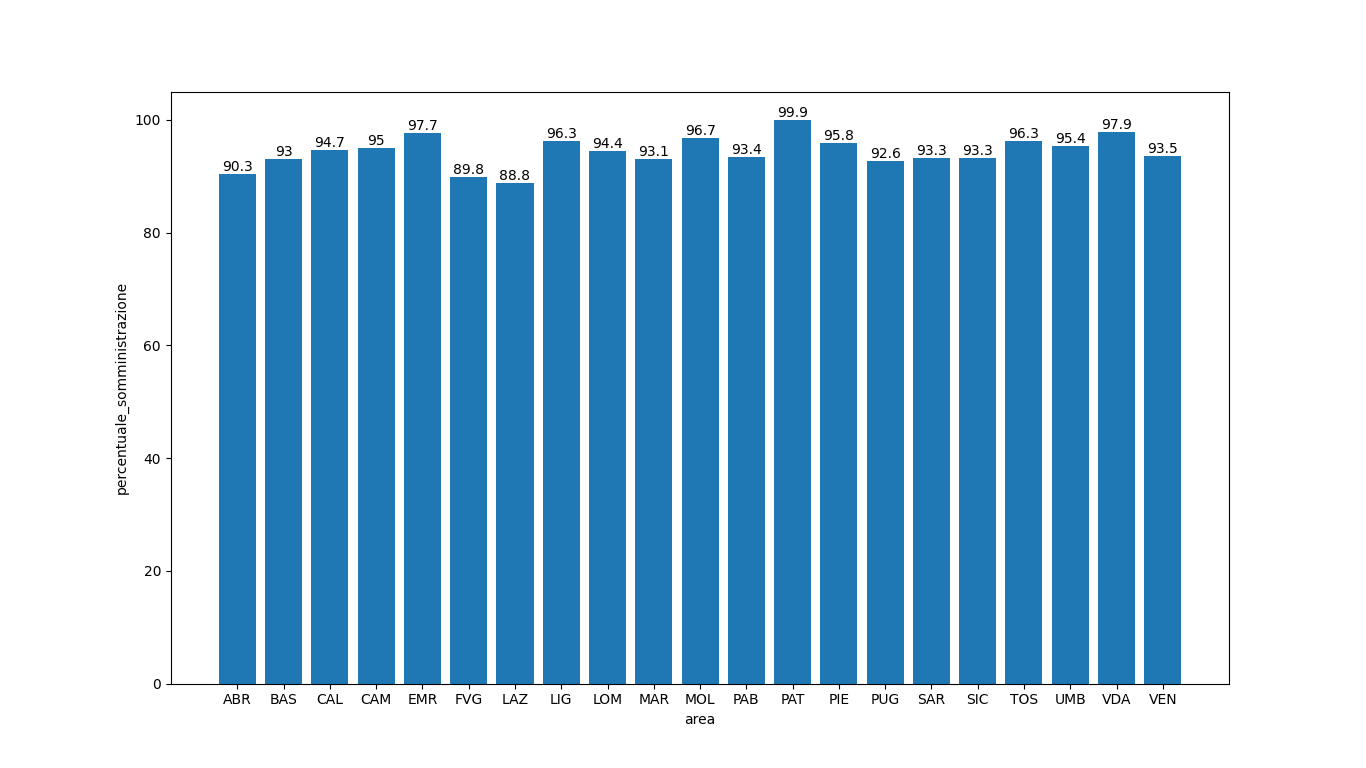 percentuale_somministrazione
100
80
60
40
20
0
90.3 93 94.7 95 97.7 89.8 88.8 96.3 94.4 93.1 96.7 93.4 99.9 95.8 92.6 93.3 93.3 96.3 95.4 97.9 93.5
ABR BAS CAL CAM EMR FVG LAZ LIG LOM MAR MOL PAB PAT PIE PUG SAR SIC TOS UMB VDA VEN
area